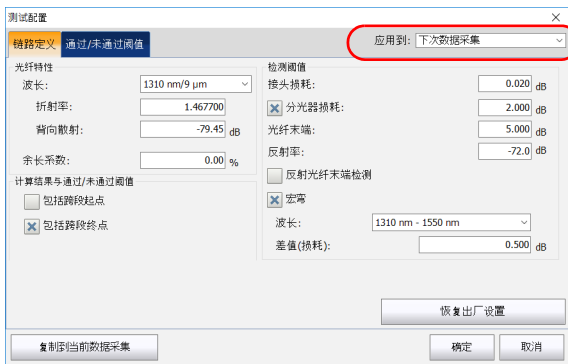 测试配置
链路定义 通过/未通过阈值 应用到: 下次数据采集
光纤特性
波长: 1310 nm/9 µm
折射率: 1.467700
背向散射: -79.45 dB
余长系数: 0.00 %
计算结果与通过/未通过阈值
包括跨段起点
包括跨段终点
检测阈值
接头损耗: 0.020 dB
分光器损耗: 2.000 dB
光纤末端: 5.000 dB
反射率: -72.0 dB
反射光纤末端检测
宏弯
波长: 1310 nm - 1550 nm
差值(损耗): 0.500 dB
恢复出厂设置
复制到当前数据采集 确定 取消